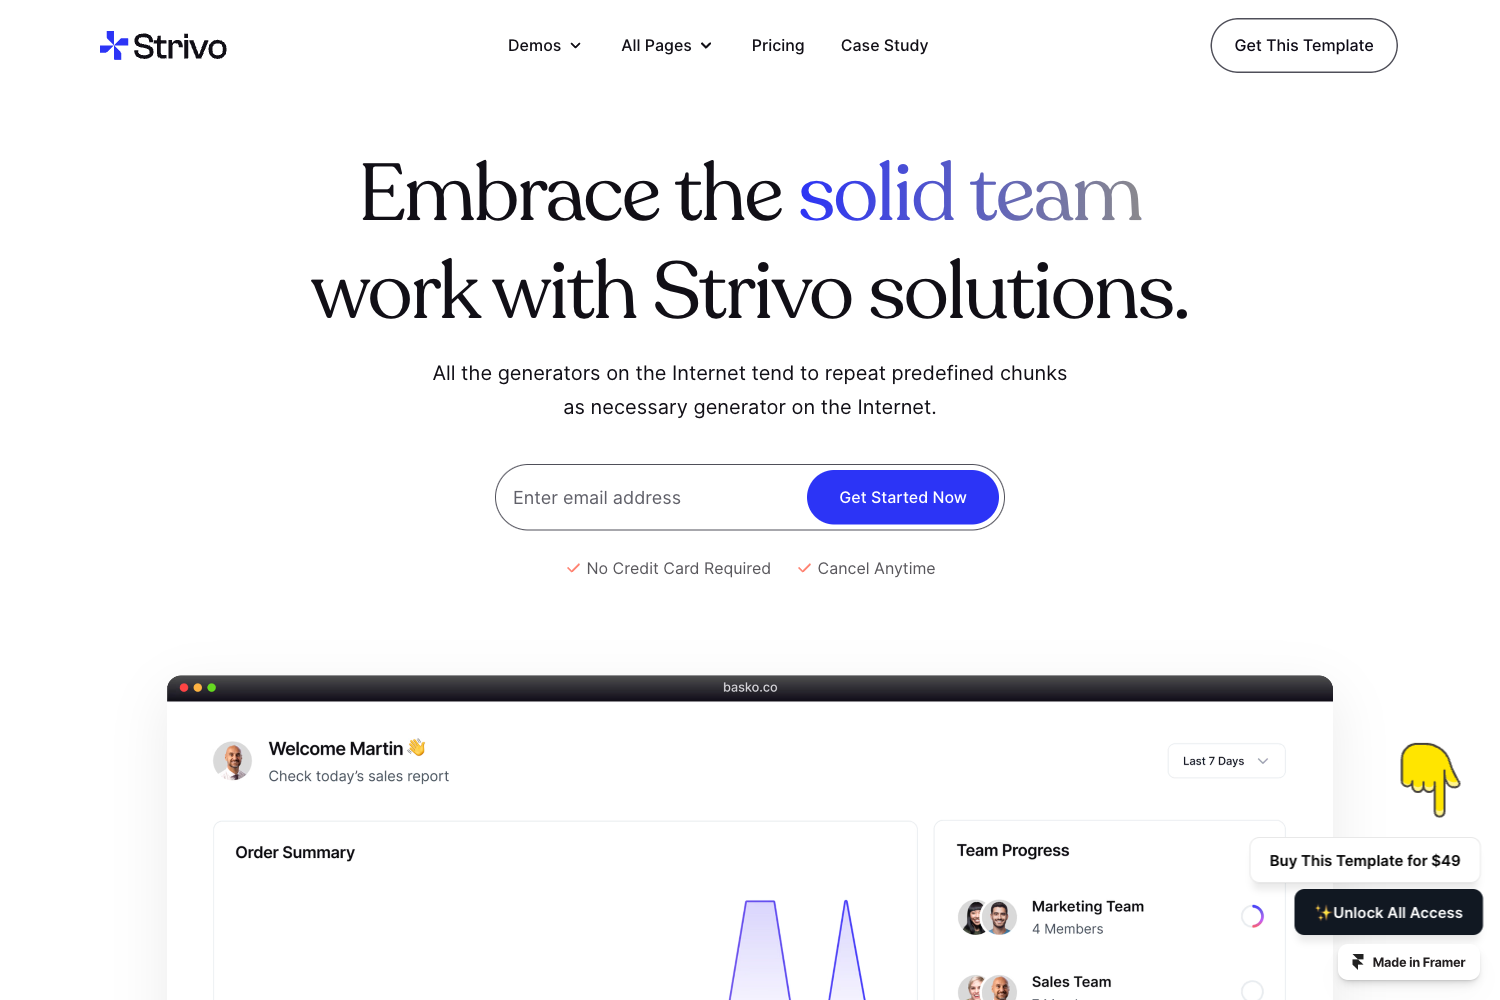 Strivo
Demos
All Pages
Pricing
Case Study
Get This Template
Embrace the solid team
work with Strivo solutions.
All the generators on the Internet tend to repeat predefined chunks
as necessary generator on the Internet.
Enter email address
Get Started Now
No Credit Card Required
Cancel Anytime
basko.co
Welcome Martin 👋
Check today's sales report
Last 7 Days
Order Summary
Team Progress
Marketing Team
4 Members
Sales Team
Buy This Template for $49
✨Unlock All Access
Made in Framer